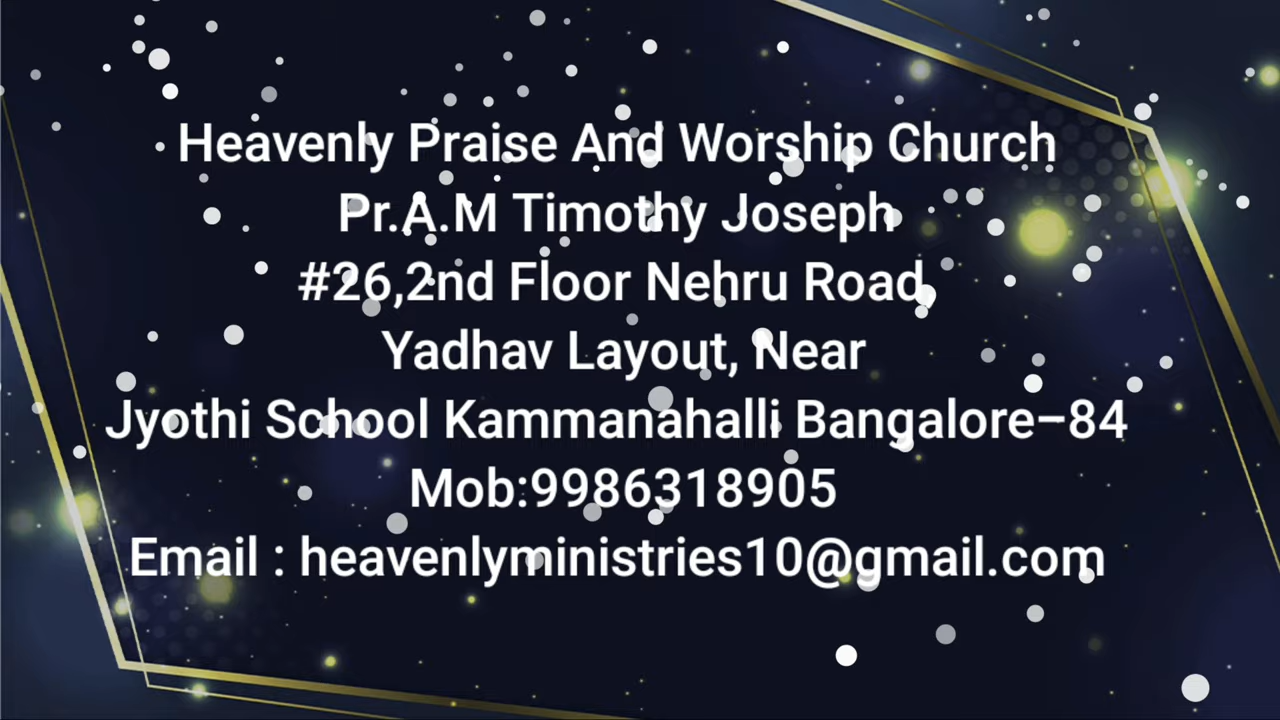 Heavenly Praise And Worship Church
Pr.A.M Timothy Joseph
#26,2nd Floor Nehru Road,
Yadhav Layout, Near
Jyothi School Kammanahalli Bangalore–84
Mob:9986318905
Email : heavenlyministries10@gmail.com